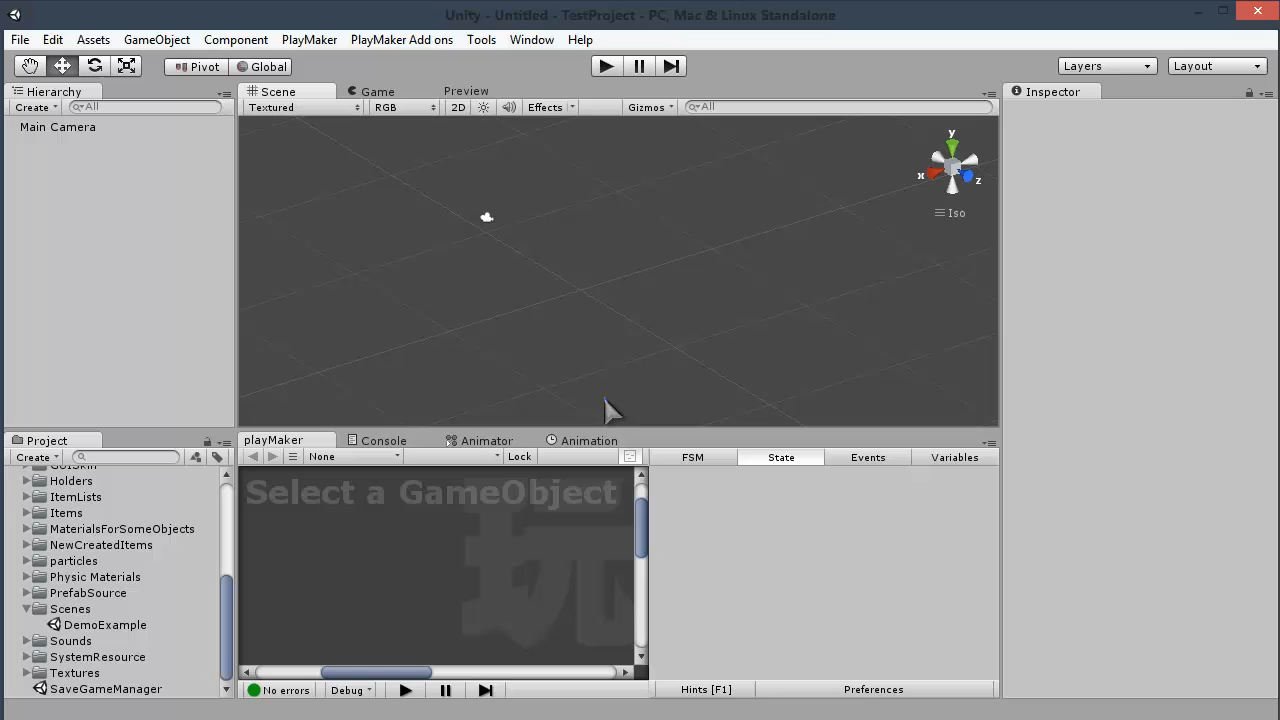 Unity - Untitled - TestProject - PC, Mac & Linux Standalone
File Edit Assets GameObject Component PlayMaker PlayMaker Add ons Tools Window Help
Pivot Global Layers Layout
Hierarchy
Create All
Main Camera
Scene Game Preview
Textured RGB 2D Effects Gizmos All
y
x
z
Iso
Inspector
Project
Create
GUISkin
Holders
ItemLists
Items
MaterialsForSomeObjects
NewCreatedItems
particles
Physic Materials
PrefabSource
Scenes
DemoExample
Sounds
SystemResource
Textures
SaveGameManager
playMaker Console Animator Animation
None Lock
Select a GameObject
玩
No errors Debug
FSM State Events Variables
Hints [F1] Preferences